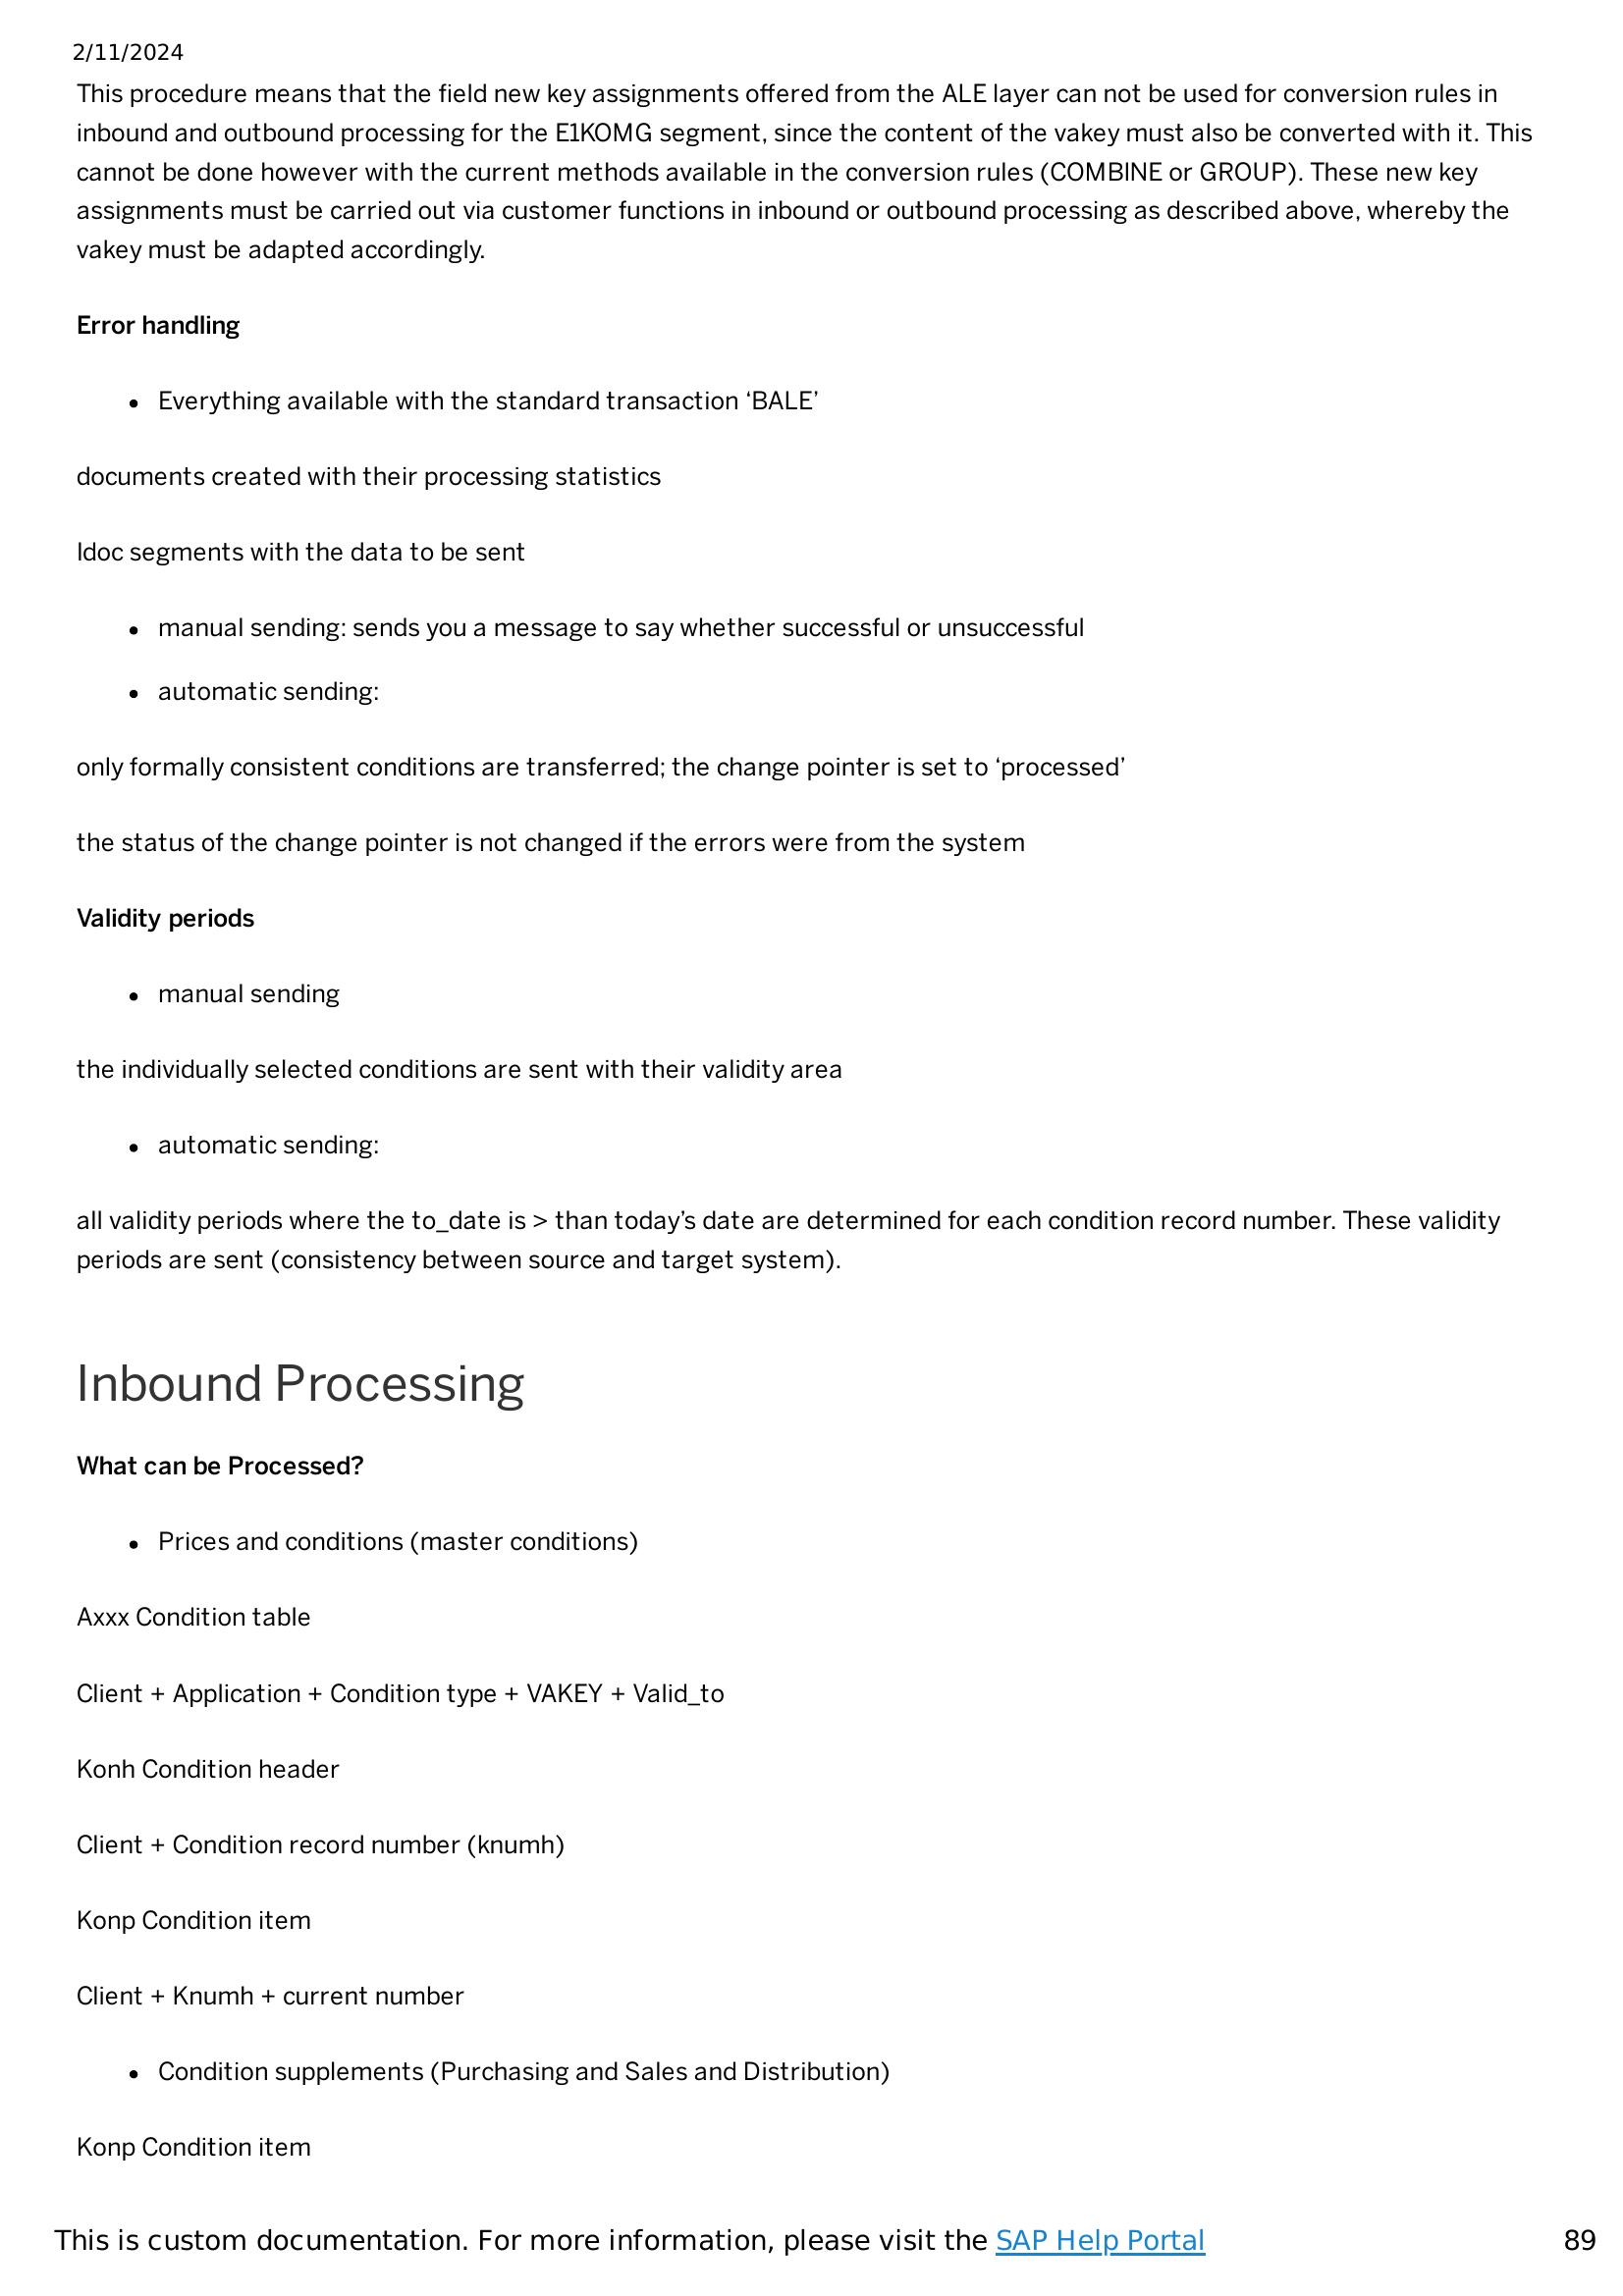 2/11/2024
This procedure means that the field new key assignments offered from the ALE layer can not be used for conversion rules in
inbound and outbound processing for the E1KOMG segment, since the content of the vakey must also be converted with it. This
cannot be done however with the current methods available in the conversion rules (COMBINE or GROUP). These new key
assignments must be carried out via customer functions in inbound or outbound processing as described above, whereby the
vakey must be adapted accordingly.
Error handling
• Everything available with the standard transaction ‘BALE’
documents created with their processing statistics
Idoc segments with the data to be sent
• manual sending: sends you a message to say whether successful or unsuccessful
• automatic sending:
only formally consistent conditions are transferred; the change pointer is set to ‘processed’
the status of the change pointer is not changed if the errors were from the system
Validity periods
• manual sending
the individually selected conditions are sent with their validity area
• automatic sending:
all validity periods where the to_date is > than today’s date are determined for each condition record number. These validity
periods are sent (consistency between source and target system).
Inbound Processing
What can be Processed?
• Prices and conditions (master conditions)
Axxx Condition table
Client + Application + Condition type + VAKEY + Valid_to
Konh Condition header
Client + Condition record number (knumh)
Konp Condition item
Client + Knumh + current number
• Condition supplements (Purchasing and Sales and Distribution)
Konp Condition item
This is custom documentation. For more information, please visit the SAP Help Portal 89